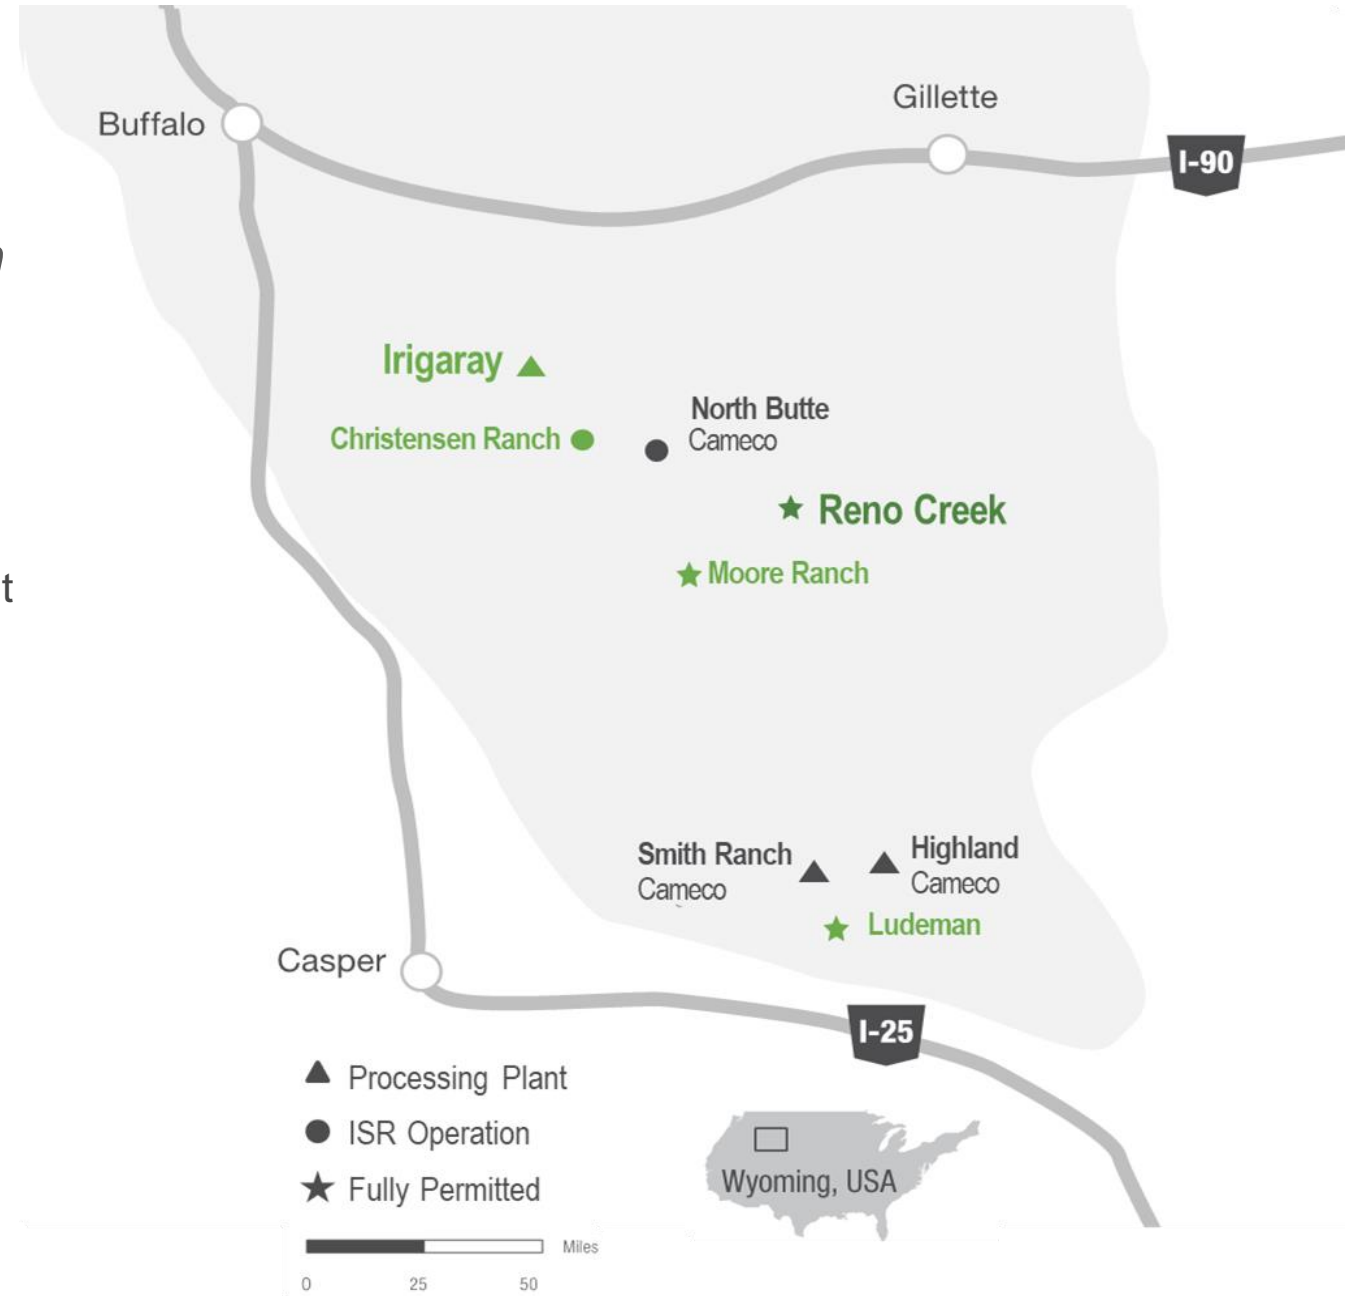 Gillette
Buffalo
I-90
Irigaray
North Butte
Christensen Ranch
Cameco
Reno Creek
Moore Ranch
t
Smith Ranch
Highland
Cameco
Cameco
Ludeman
Casper
I-25
Processing Plant
ISR Operation
Fully Permitted
Wyoming, USA
Miles
0 25 50